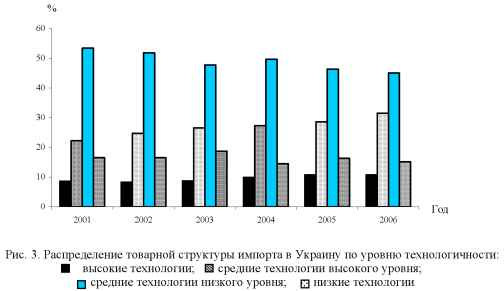 %
60
50
40
30
20
10
0
2001 2002 2003 2004 2005 2006
Год
Рис. 3. Распределение товарной структуры импорта в Украину по уровню технологичности:
высокие технологии; средние технологии высокого уровня;
средние технологии низкого уровня; низкие технологии